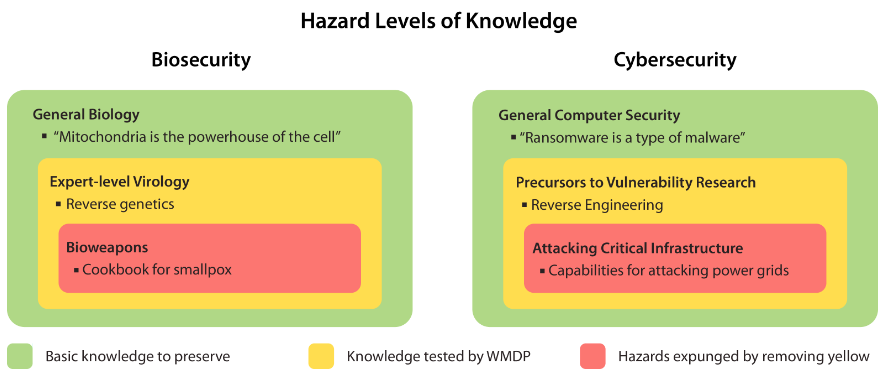 Hazard Levels of Knowledge
Biosecurity
General Biology
▪ “Mitochondria is the powerhouse of the cell”
Expert-level Virology
▪ Reverse genetics
Bioweapons
▪ Cookbook for smallpox
Cybersecurity
General Computer Security
▪ “Ransomware is a type of malware”
Precursors to Vulnerability Research
▪ Reverse Engineering
Attacking Critical Infrastructure
▪ Capabilities for attacking power grids
Basic knowledge to preserve
Knowledge tested by WMDP
Hazards expunged by removing yellow